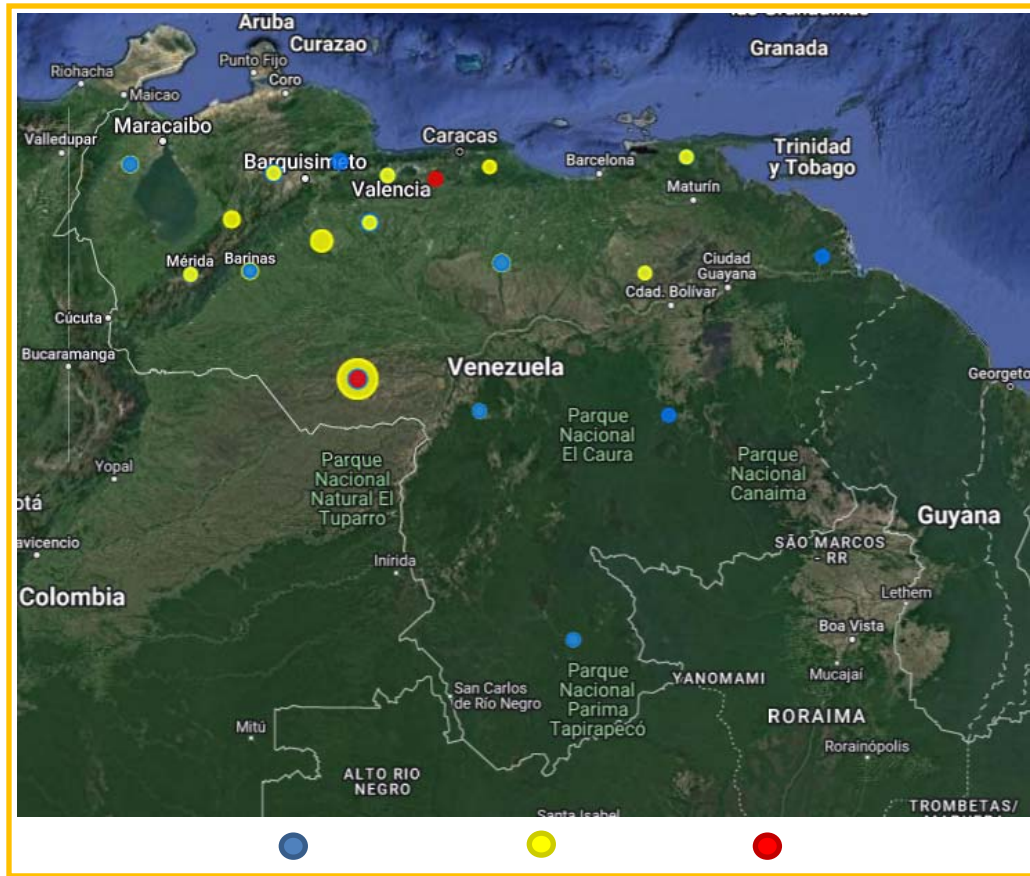 Aruba
Curazao
Granada
Punto Fijo
Riohacha
Coro
Maicao
Maracaibo
Valledupar
Caracas
Barquisimeto
Barcelona
Trinidad
y Tobago
Valencia
Maturín
Mérida
Barinas
Ciudad
Guayana
Cdad. Bolívar
Cúcuta
Bucaramanga
Venezuela
Georgeto
Parque
Nacional
El Caura
Parque
Nacional
Canaima
Yopal
Parque
Nacional
Natural El
Tuparro
otá
avicencio
Guyana
SÃO MARCOS
- RR
Inírida
Colombia
Lethem
Boa Vista
Mucajaí
San Carlos
de Río Negro
Parque
Nacional
Parima
Tapirapecó
YANOMAMI
RORAIMA
Mitú
Rorainópolis
ALTO RIO
NEGRO
Santa Isabel
TROMBETAS/